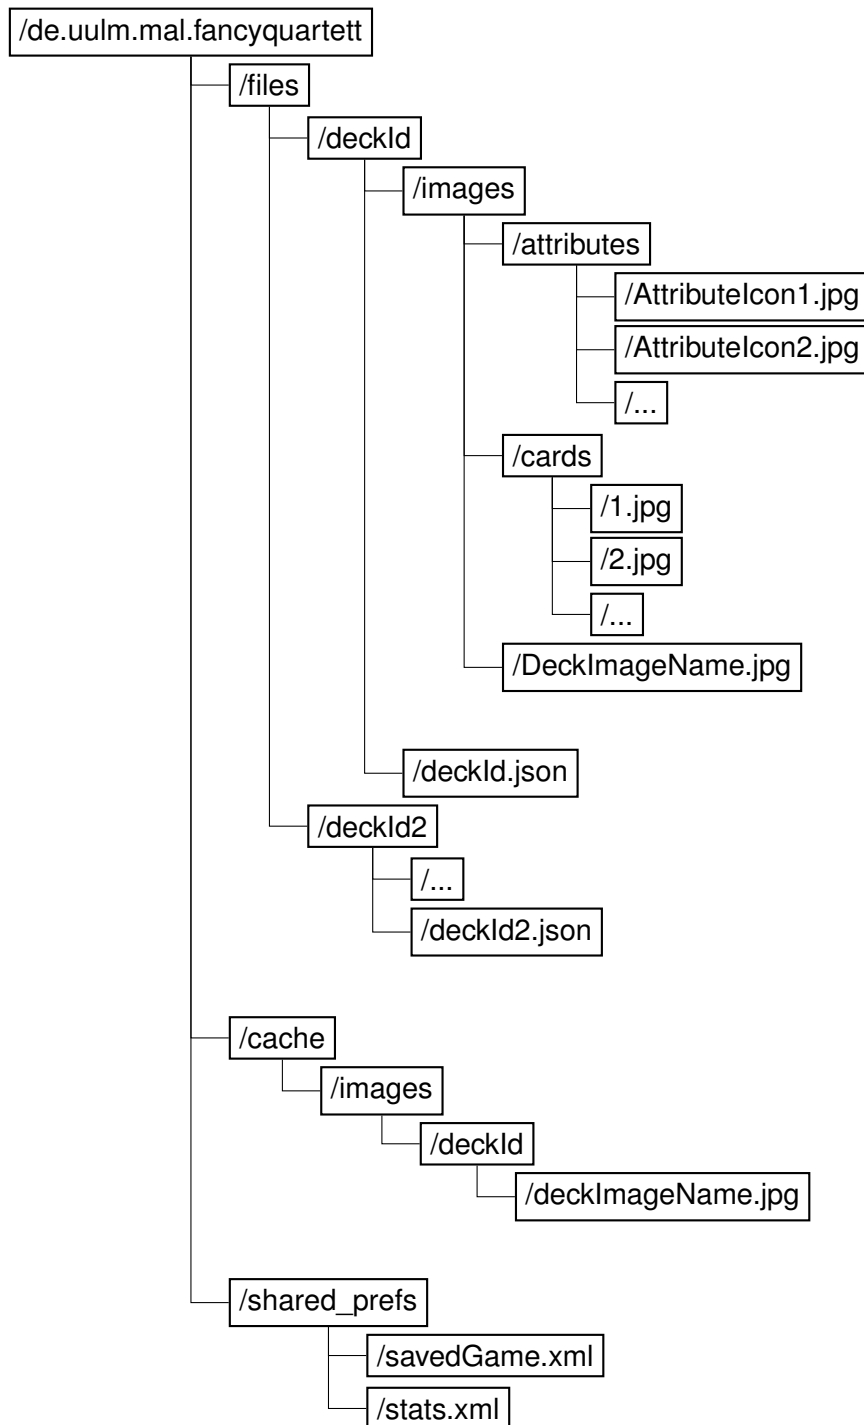 /de.uulm.mal.fancyquartett
/files
/deckId
/images
/attributes
/AttributeIcon1.jpg
/AttributeIcon2.jpg
/...
/cards
/1.jpg
/2.jpg
/...
/DeckImageName.jpg
/deckId.json
/deckId2
/...
/deckId2.json
/cache
/images
/deckId
/deckImageName.jpg
/shared_prefs
/savedGame.xml
/stats.xml